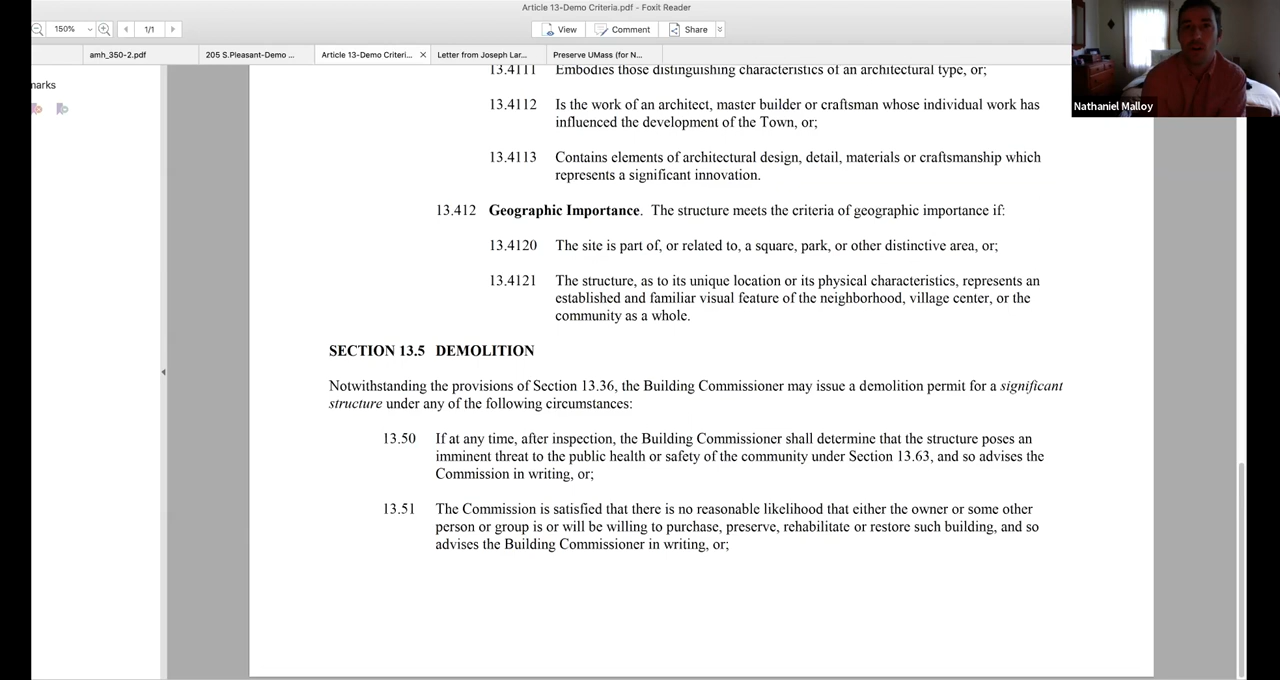 Article 13-Demo Criteria.pdf - Foxit Reader
150%
1/1
View
Comment
Share
amh_350-2.pdf
205 S.Pleasant-Demo ...
Article 13-Demo Criteri...
Letter from Joseph Lar...
Preserve UMass (for N...
marks
Nathaniel Malloy
13.4111 Embodies those distinguishing characteristics of an architectural type, or;
13.4112 Is the work of an architect, master builder or craftsman whose individual work has
influenced the development of the Town, or;
13.4113 Contains elements of architectural design, detail, materials or craftsmanship which
represents a significant innovation.
13.412 Geographic Importance. The structure meets the criteria of geographic importance if:
13.4120 The site is part of, or related to, a square, park, or other distinctive area, or;
13.4121 The structure, as to its unique location or its physical characteristics, represents an
established and familiar visual feature of the neighborhood, village center, or the
community as a whole.
SECTION 13.5 DEMOLITION
Notwithstanding the provisions of Section 13.36, the Building Commissioner may issue a demolition permit for a significant
structure under any of the following circumstances:
13.50 If at any time, after inspection, the Building Commissioner shall determine that the structure poses an
imminent threat to the public health or safety of the community under Section 13.63, and so advises the
Commission in writing, or;
13.51 The Commission is satisfied that there is no reasonable likelihood that either the owner or some other
person or group is or will be willing to purchase, preserve, rehabilitate or restore such building, and so
advises the Building Commissioner in writing, or;